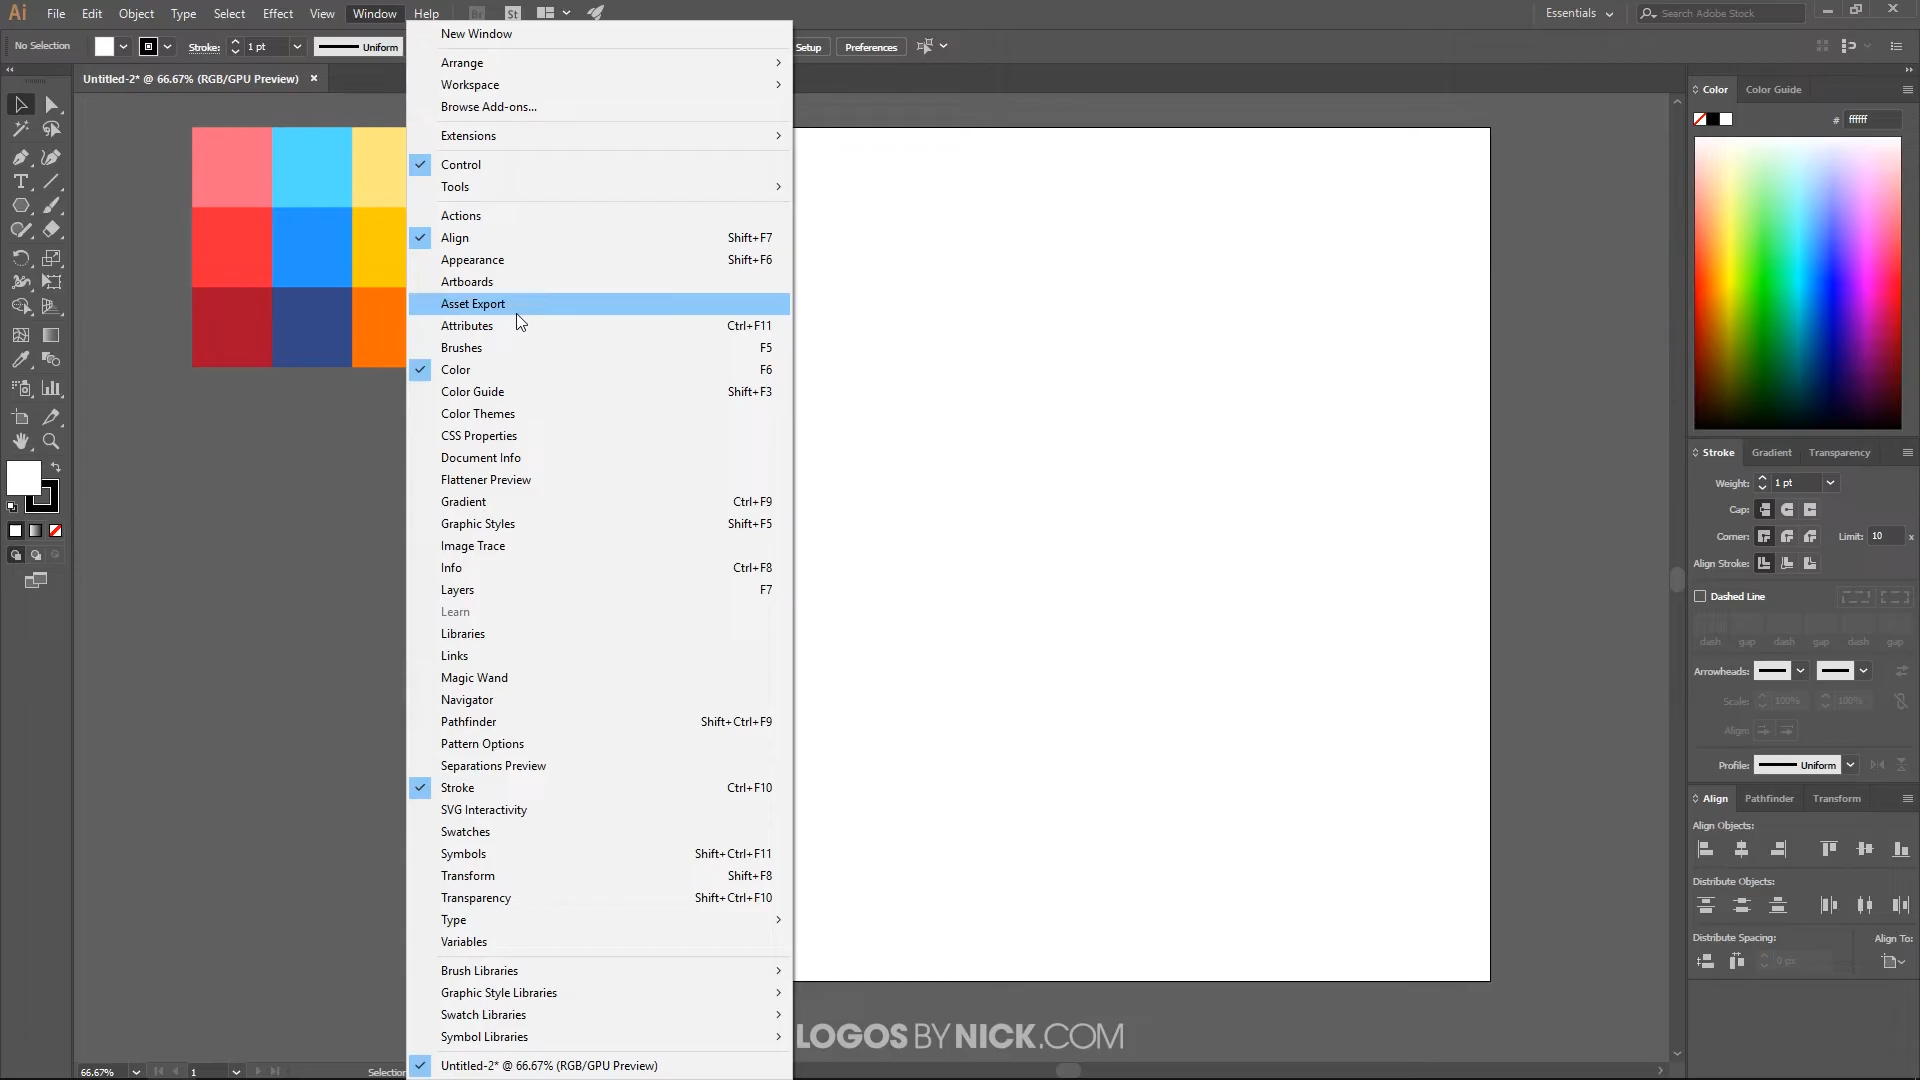 Ai File Edit Object Type Select Effect View Window Help Br St Essentials Search Adobe Stock
No Selection Stroke: 1 pt Uniform Setup Preferences
Untitled-2* @ 66.67% (RGB/GPU Preview) ×
New Window
Arrange
Workspace
Browse Add-ons...
Extensions
Control
Tools
Actions
Align Shift+F7
Appearance Shift+F6
Artboards
Asset Export
Attributes Ctrl+F11
Brushes F5
Color F6
Color Guide Shift+F3
Color Themes
CSS Properties
Document Info
Flattener Preview
Gradient Ctrl+F9
Graphic Styles Shift+F5
Image Trace
Info Ctrl+F8
Layers F7
Learn
Libraries
Links
Magic Wand
Navigator
Pathfinder Shift+Ctrl+F9
Pattern Options
Separations Preview
Stroke Ctrl+F10
SVG Interactivity
Swatches
Symbols Shift+Ctrl+F11
Transform Shift+F8
Transparency Shift+Ctrl+F10
Type
Variables
Brush Libraries
Graphic Style Libraries
Swatch Libraries
Symbol Libraries
Untitled-2* @ 66.67% (RGB/GPU Preview)
Color Color Guide
# ffffff
Stroke Gradient Transparency
Weight: 1 pt
Cap:
Corner: Limit: 10 x
Align Stroke:
Dashed Line
dash gap dash gap dash gap
Arrowheads:
Scale: 100% 100%
Align:
Profile: Uniform
Align Pathfinder Transform
Align Objects:
Distribute Objects:
Distribute Spacing: Align To:
0 px
LOGOS BY NICK.COM
66.67% 1 Selection